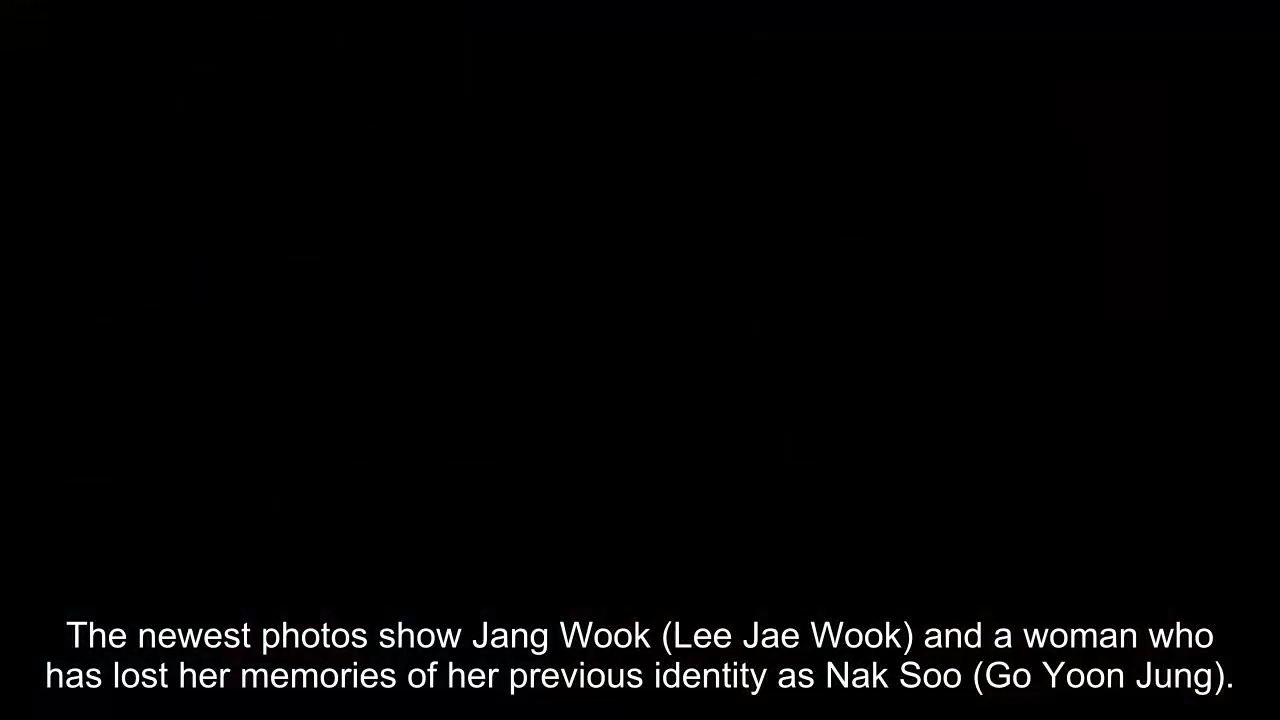 The newest photos show Jang Wook (Lee Jae Wook) and a woman who
has lost her memories of her previous identity as Nak Soo (Go Yoon Jung).